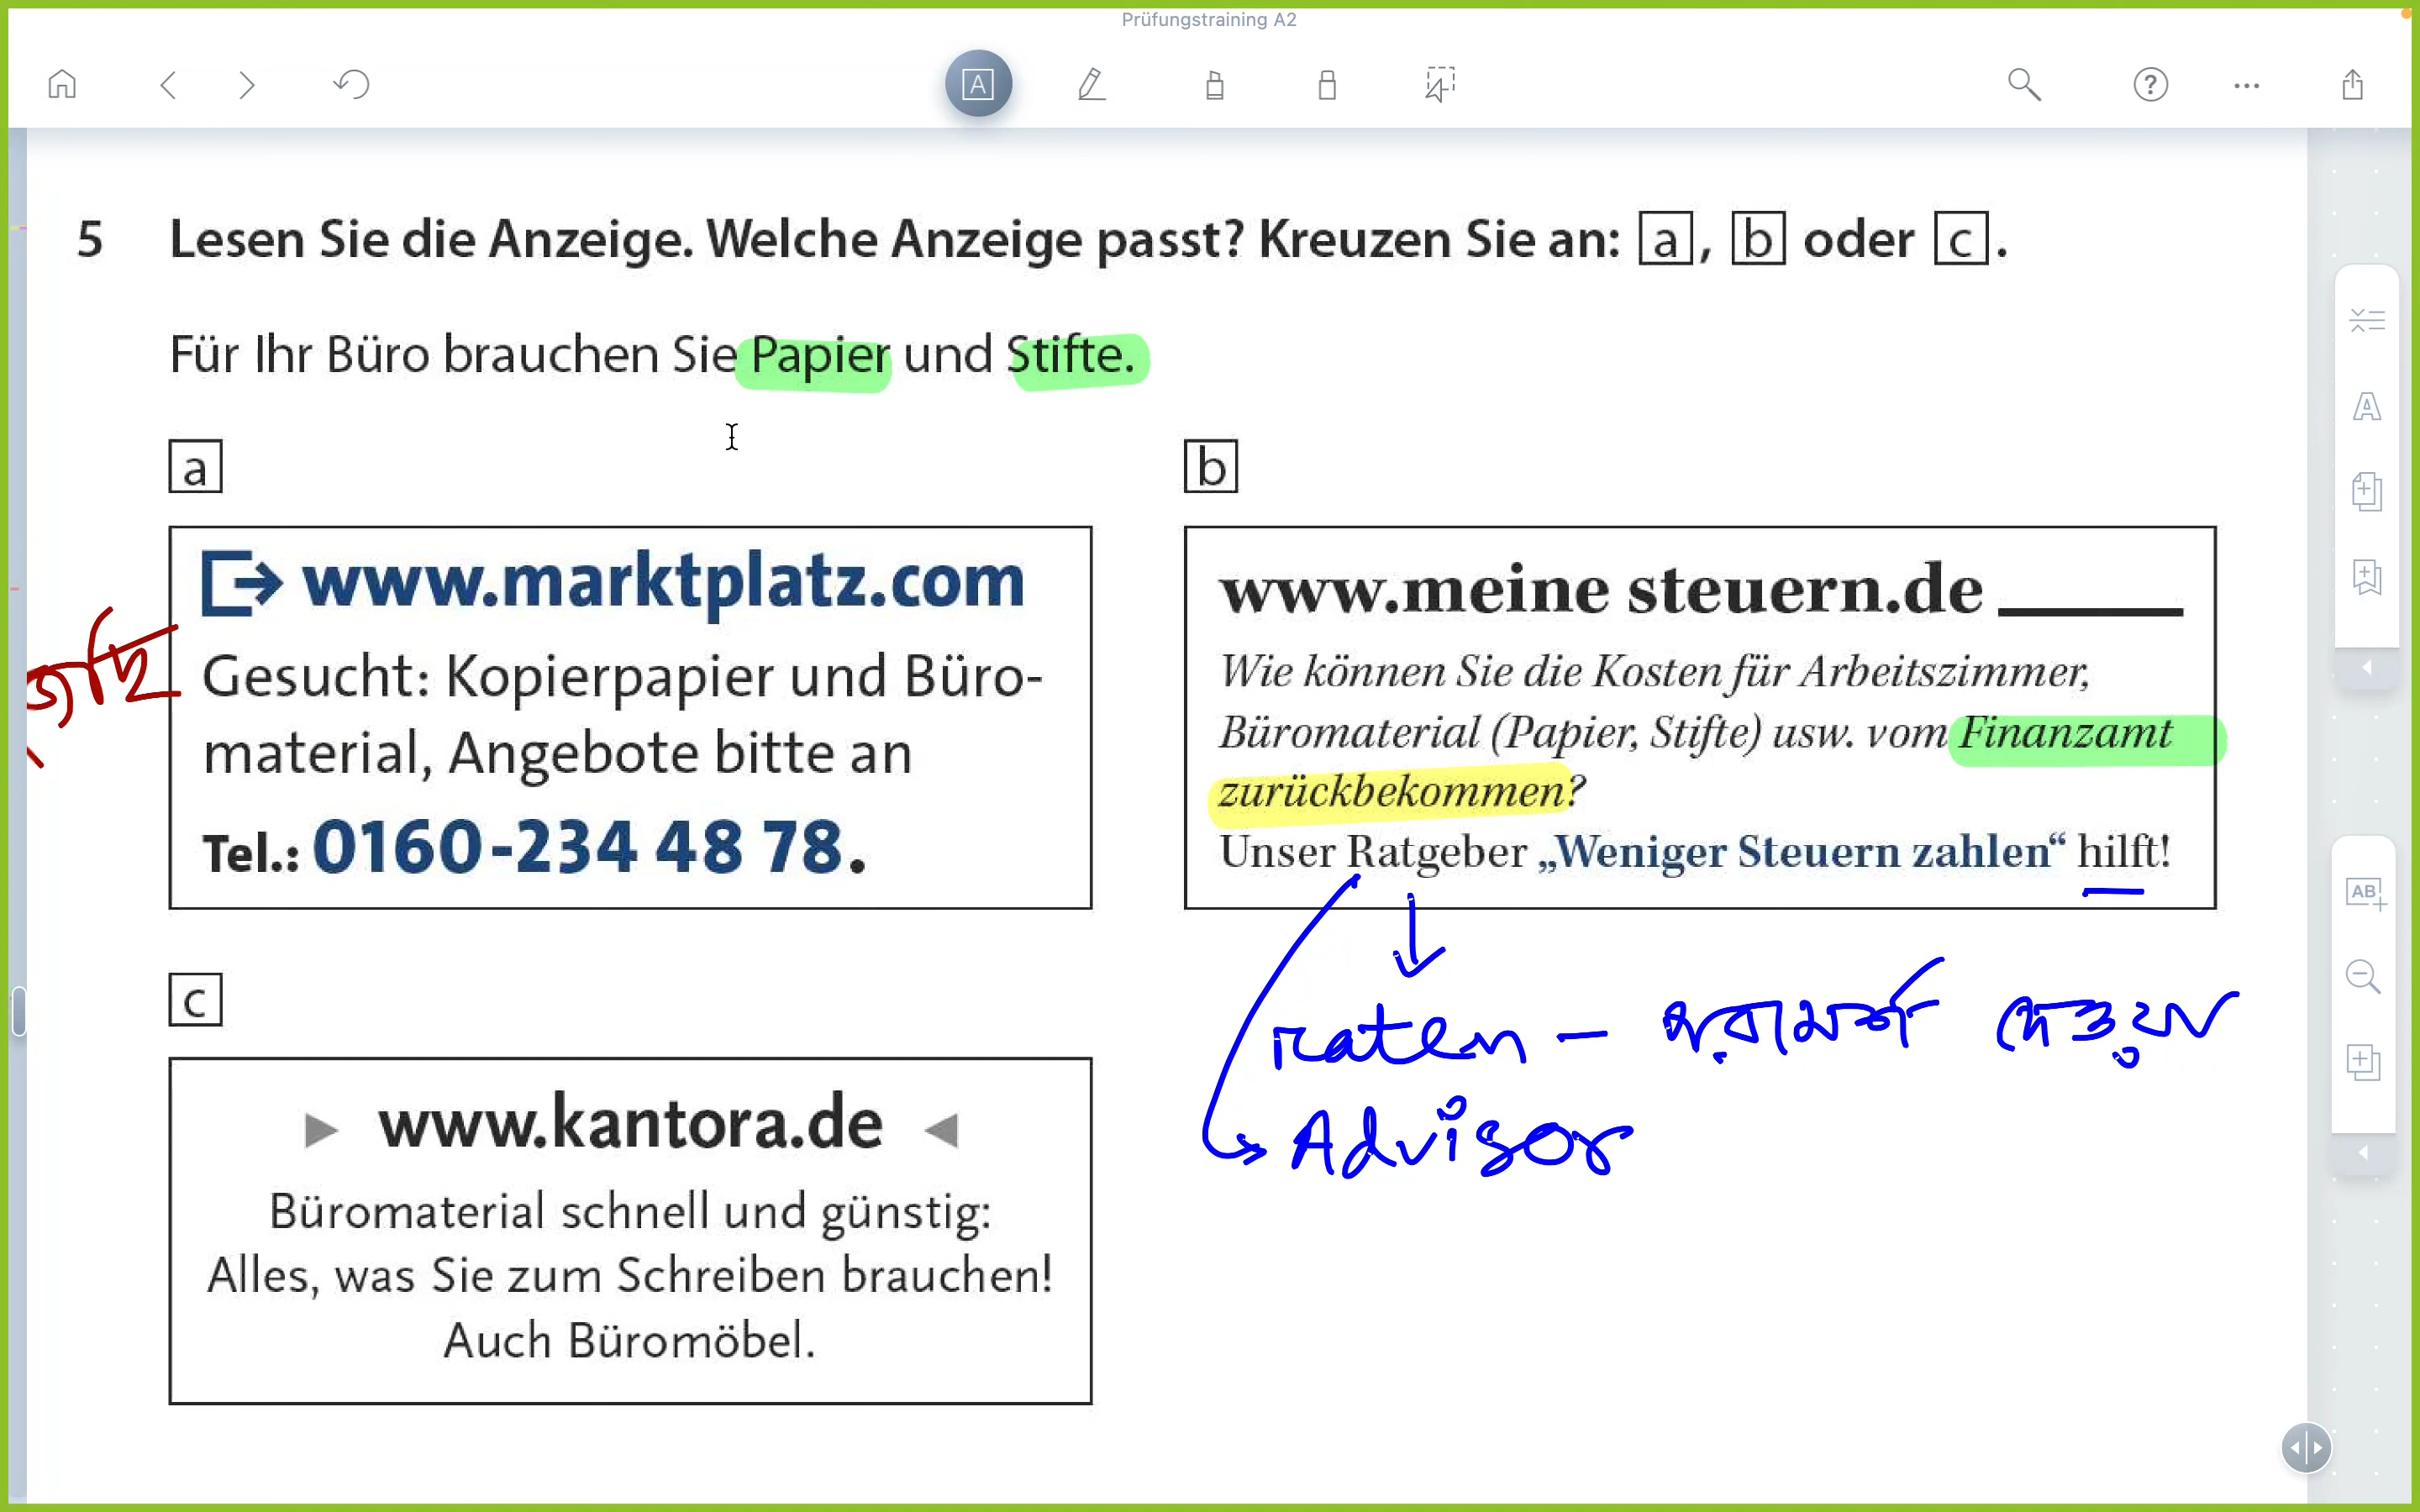 Prüfungstraining A2
5 Lesen Sie die Anzeige. Welche Anzeige passt? Kreuzen Sie an: a, b oder c.
Für Ihr Büro brauchen Sie Papier und Stifte.
a
www.marktplatz.com
Gesucht: Kopierpapier und Büro-
material, Angebote bitte an
Tel.: 0160-234 48 78.
b
www.meine steuern.de
Wie können Sie die Kosten für Arbeitszimmer,
Büromaterial (Papier, Stifte) usw. vom Finanzamt
zurückbekommen?
Unser Ratgeber „Weniger Steuern zahlen“ hilft!
raten – পরামর্শ দেওয়া
Advisor
c
www.kantora.de
Büromaterial schnell und günstig:
Alles, was Sie zum Schreiben brauchen!
Auch Büromöbel.